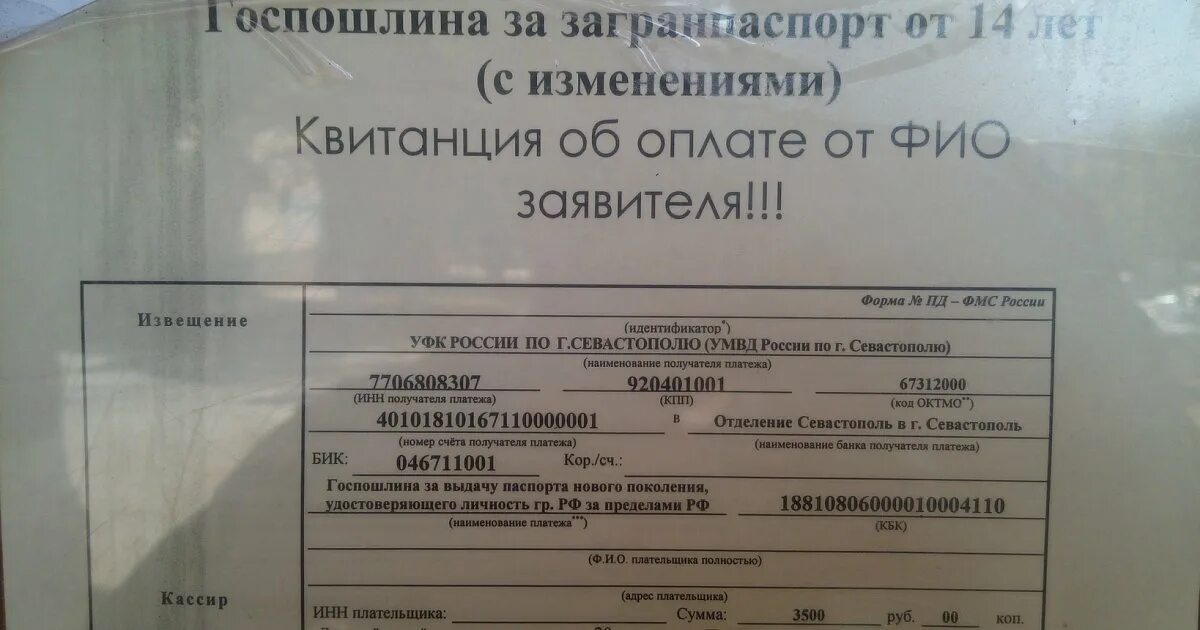 Госпошлина за загранпаспорт от 14 лет
(с изменениями)
Квитанция об оплате от ФИО
заявителя!!!
Форма № ПД – ФМС России
Извещение
(идентификатор*)
УФК РОССИИ ПО Г.СЕВАСТОПОЛЮ (УМВД России по г. Севастополю)
(наименование получателя платежа)
7706808307 920401001 67312000
(ИНН получателя платежа) (КПП) (код ОКТМО**)
40101810167110000001 в Отделение Севастополь в г. Севастополь
(номер счёта получателя платежа) (наименование банка получателя платежа)
БИК: 046711001 Кор./сч.:
Госпошлина за выдачу паспорта нового поколения,
удостоверяющего личность гр. РФ за пределами РФ 18810806000010004110
(наименование платежа***) (КБК)
(Ф.И.О. плательщика полностью)
(адрес плательщика)
Кассир
ИНН плательщика: Сумма: 3500 руб. 00 коп.